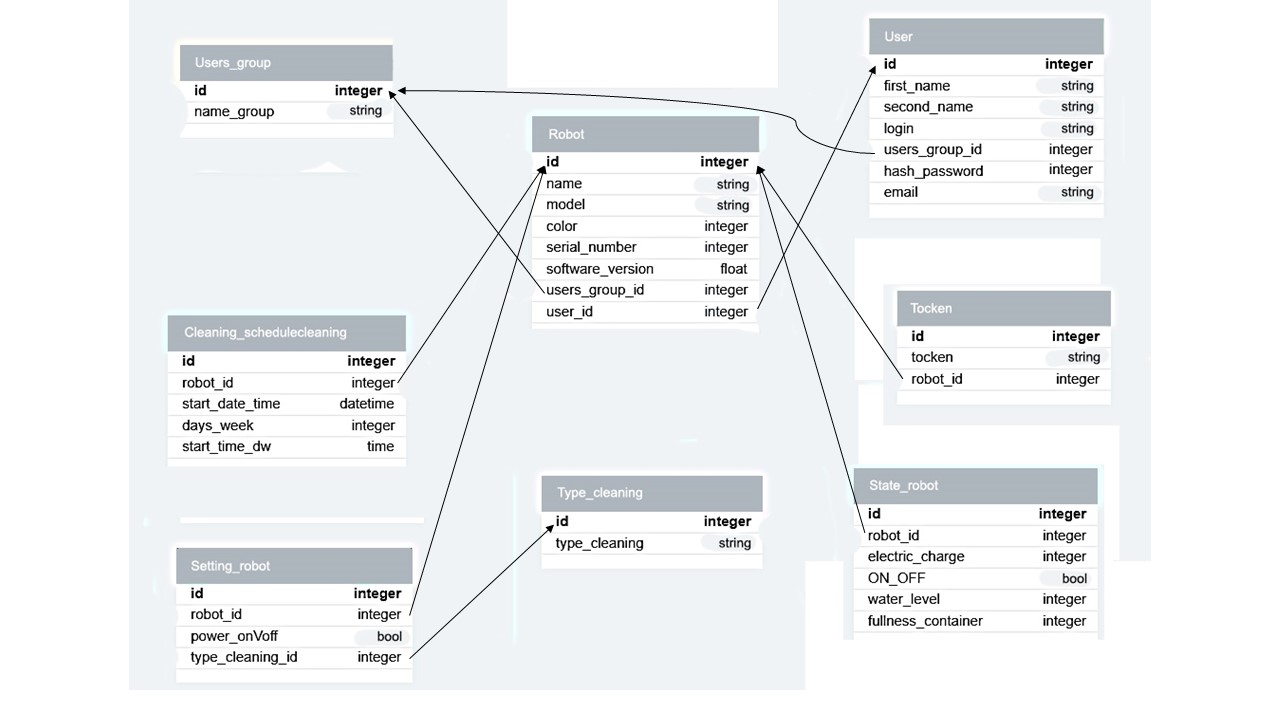 Users_group
id integer
name_group string
User
id integer
first_name string
second_name string
login string
users_group_id integer
hash_password integer
email string
Robot
id integer
name string
model string
color integer
serial_number integer
software_version float
users_group_id integer
user_id integer
Cleaning_schedulecleaning
id integer
robot_id integer
start_date_time datetime
days_week integer
start_time_dw time
Tocken
id integer
tocken string
robot_id integer
Type_cleaning
id integer
type_cleaning string
State_robot
id integer
robot_id integer
electric_charge integer
ON_OFF bool
water_level integer
fullness_container integer
Setting_robot
id integer
robot_id integer
power_on\/off bool
type_cleaning_id integer